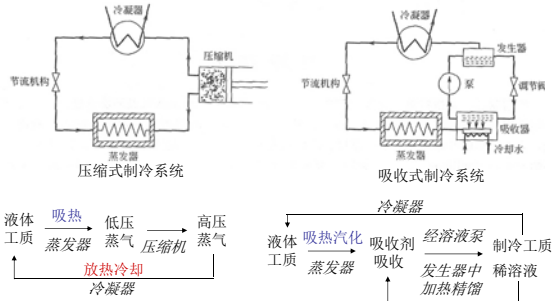 冷凝器
压缩机
节流机构
蒸发器
压缩式制冷系统
冷凝器
发生器
节流机构
泵
调节阀
吸收器
冷却水
蒸发器
吸收式制冷系统
液体工质
吸热
蒸发器
低压蒸气
压缩机
高压蒸气
放热冷却
冷凝器
冷凝器
液体工质
吸热汽化
蒸发器
吸收剂吸收
经溶液泵
发生器中
加热精馏
制冷工质
稀溶液